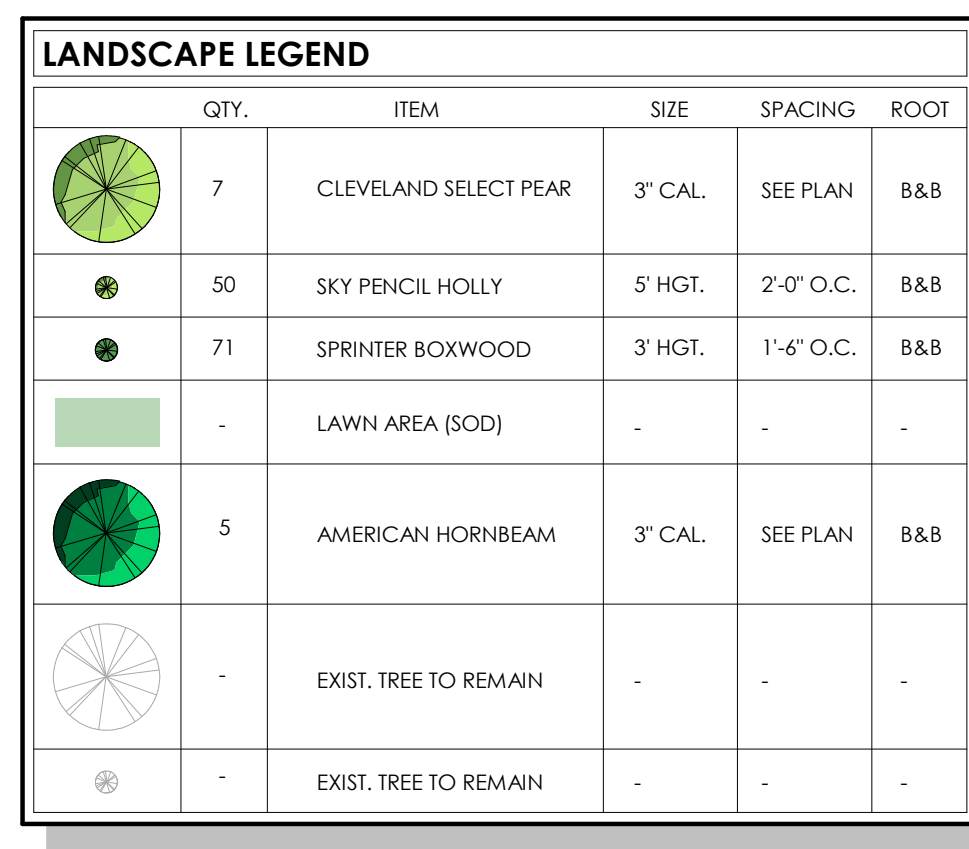 LANDSCAPE LEGEND
QTY. ITEM SIZE SPACING ROOT
7 CLEVELAND SELECT PEAR 3" CAL. SEE PLAN B&B
50 SKY PENCIL HOLLY 5' HGT. 2'-0" O.C. B&B
71 SPRINTER BOXWOOD 3' HGT. 1'-6" O.C. B&B
- LAWN AREA (SOD) - - -
5 AMERICAN HORNBEAM 3" CAL. SEE PLAN B&B
- EXIST. TREE TO REMAIN - - -
- EXIST. TREE TO REMAIN - - -